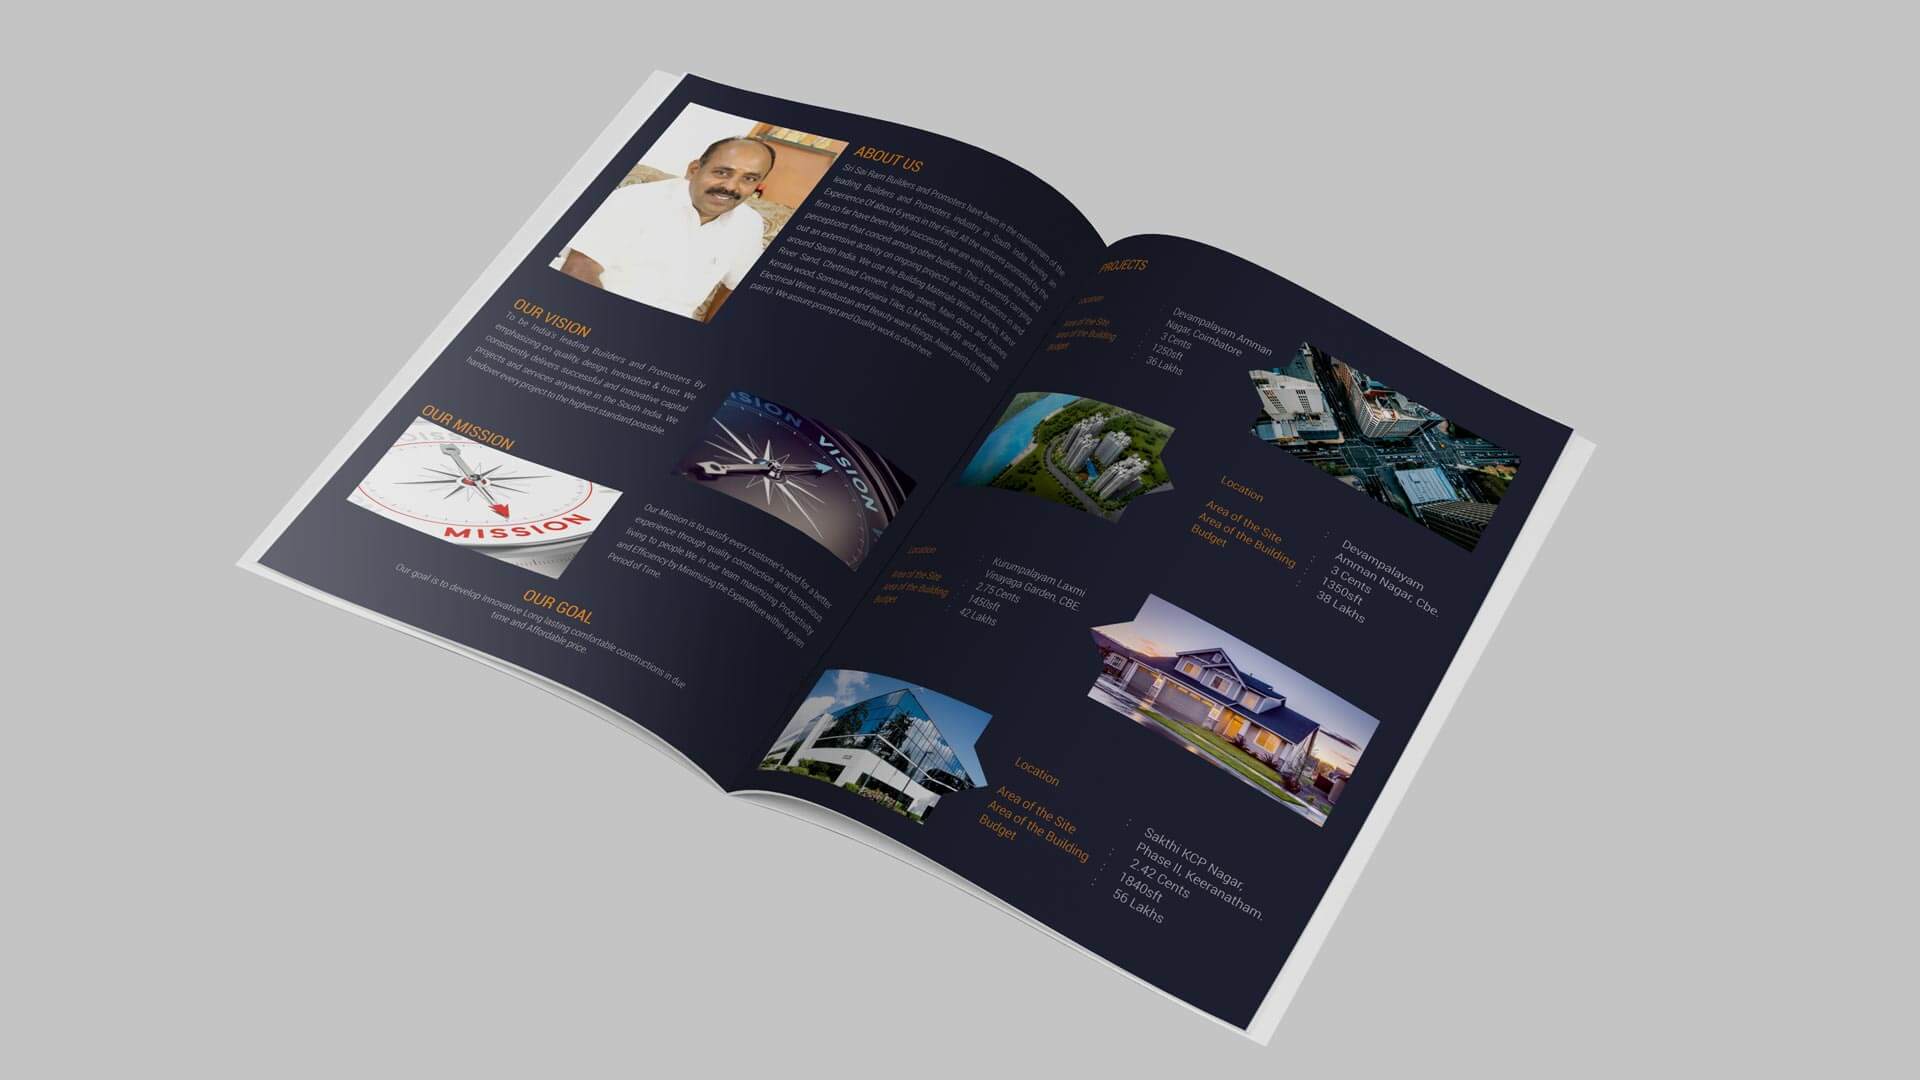 ABOUT US
Sri Sai Ram Builders and Promoters have been in the mainstream of the
leading Builders and Promoters industry in South India, having an
Experience Of about 6 years in the Field. All the ventures promoted by the
firm so far have been highly successful, we are with the unique styles and
perceptions that conceit among other builders. This is currently carrying
out an extensive activity on ongoing projects at various locations in and
around South India. We use the Building Materials Wire cut bricks, Karur
River Sand, Chettinad Cement, Indrola steels, Main doors and frames
Kerala wood, Somania and Kejaria Tiles, G.M Switches, Gps and Kundhan
Electrical Wires, Hindustan and Beauty ware fittings, Asian paints (Ultima
paint). We assure prompt and Quality work is done here.
OUR VISION
To be India's leading Builders and Promoters By
emphasizing on quality, design, Innovation & trust. We
consistently delivers successful and innovative capital
projects and services anywhere in the South India. We
handover every project to the highest standard possible.
VISION
OUR MISSION
MISSION
Our Mission is to satisfy every customer's need for a better
experience through quality construction and harmonious
living to people.We in our team maximizing Productivity
and Efficiency by Minimizing the Expenditure within a given
Period of Time.
OUR GOAL
Our goal is to develop innovative Long lasting comfortable constructions in due
time and Affordable price.
PROJECTS
Location : Devampalayam Amman
Nagar, Coimbatore
Area of the Site : 3 Cents
Area of the Building : 1250sft
Budget : 36 Lakhs
Location : Devampalayam
Amman Nagar, Cbe.
Area of the Site : 3 Cents
Area of the Building : 1350sft
Budget : 38 Lakhs
Location : Kurumpalayam Laxmi
Vinayaga Garden, CBE.
Area of the Site : 2.75 Cents
Area of the Building : 1450sft
Budget : 42 Lakhs
Location : Sakthi KCP Nagar,
Phase II, Keeranatham.
Area of the Site : 2.42 Cents
Area of the Building : 1840sft
Budget : 56 Lakhs